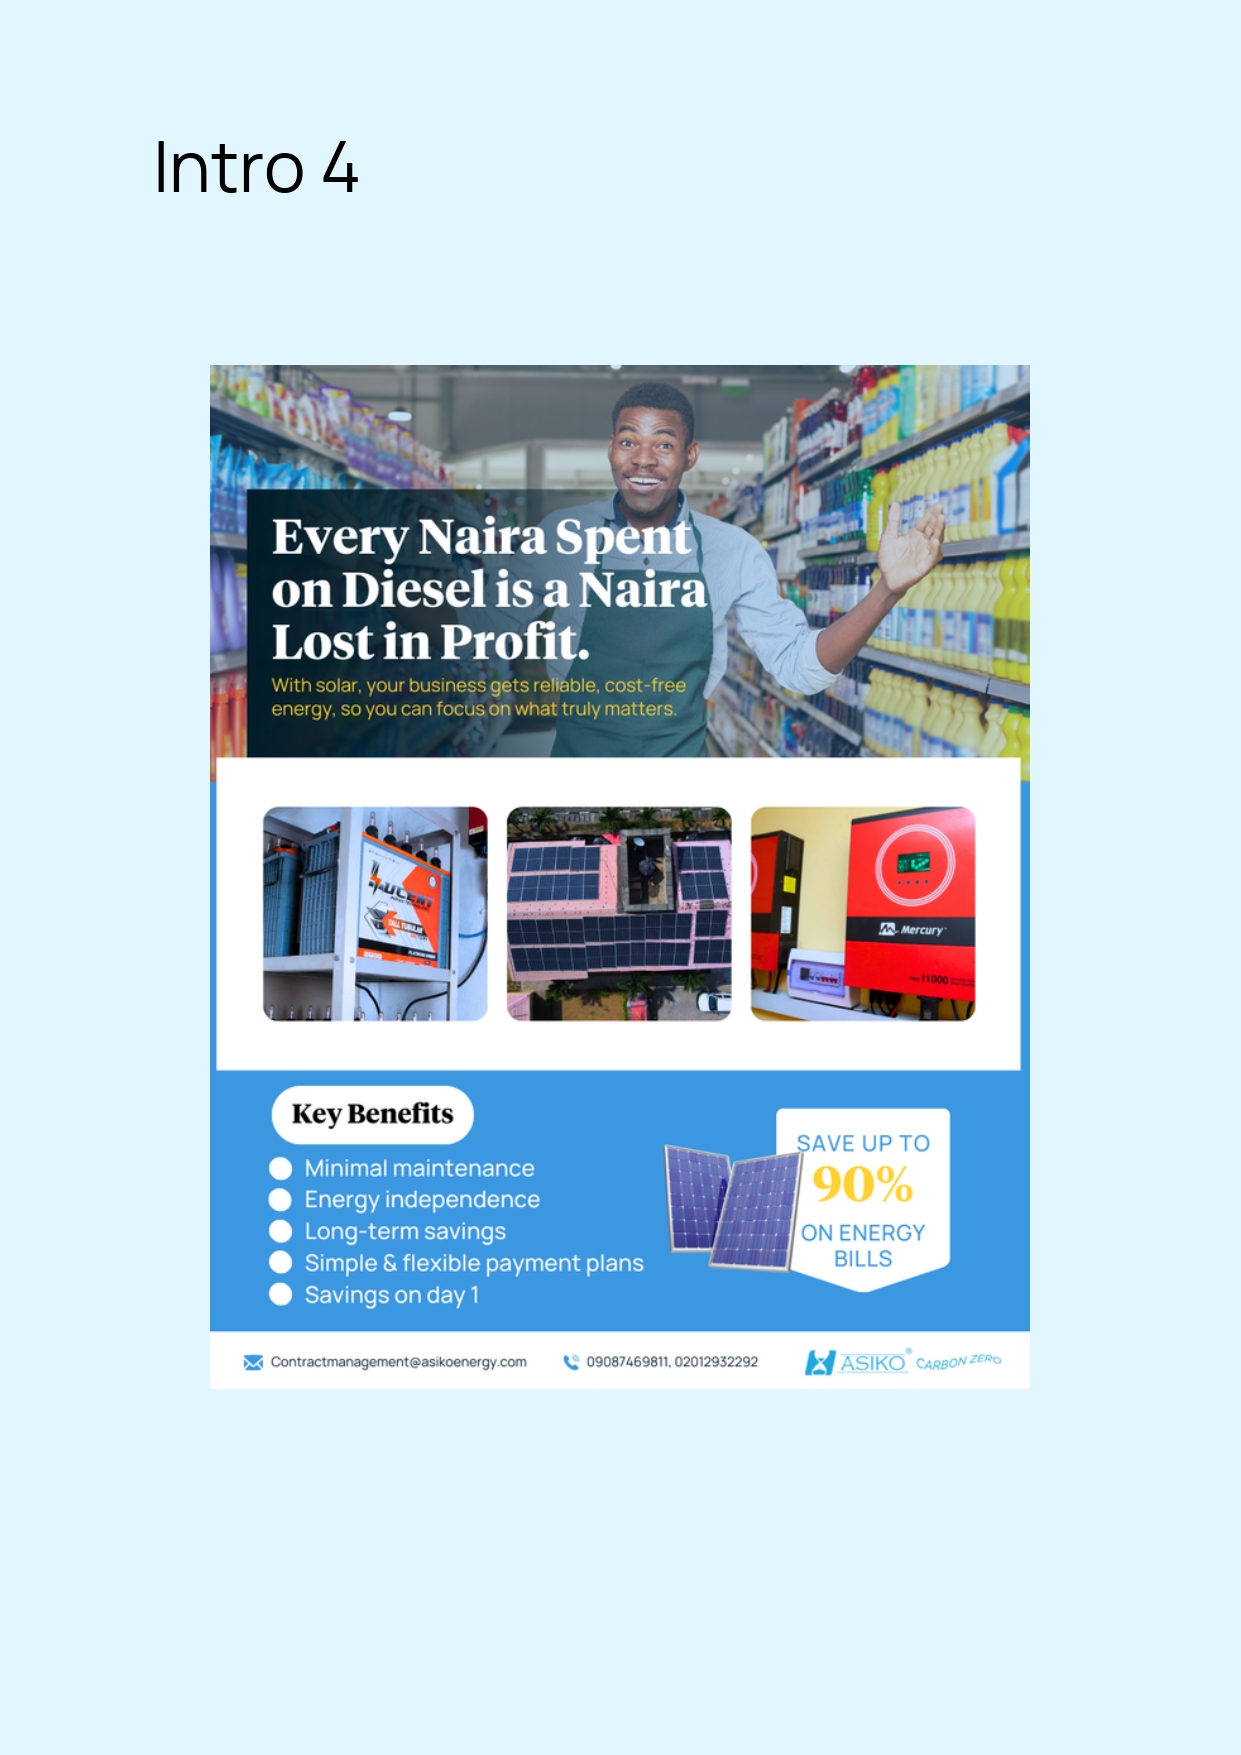 Intro 4
Every Naira Spent
on Diesel is a Naira
Lost in Profit.
With solar, your business gets reliable, cost-free
energy, so you can focus on what truly matters.
LUCENT
TALL TUBULAR
Mercury
11000
Key Benefits
Minimal maintenance
Energy independence
Long-term savings
Simple & flexible payment plans
Savings on day 1
SAVE UP TO
90%
ON ENERGY
BILLS
Contractmanagement@asikoenergy.com
09087469811, 02012932292
ASIKO® CARBON ZERO